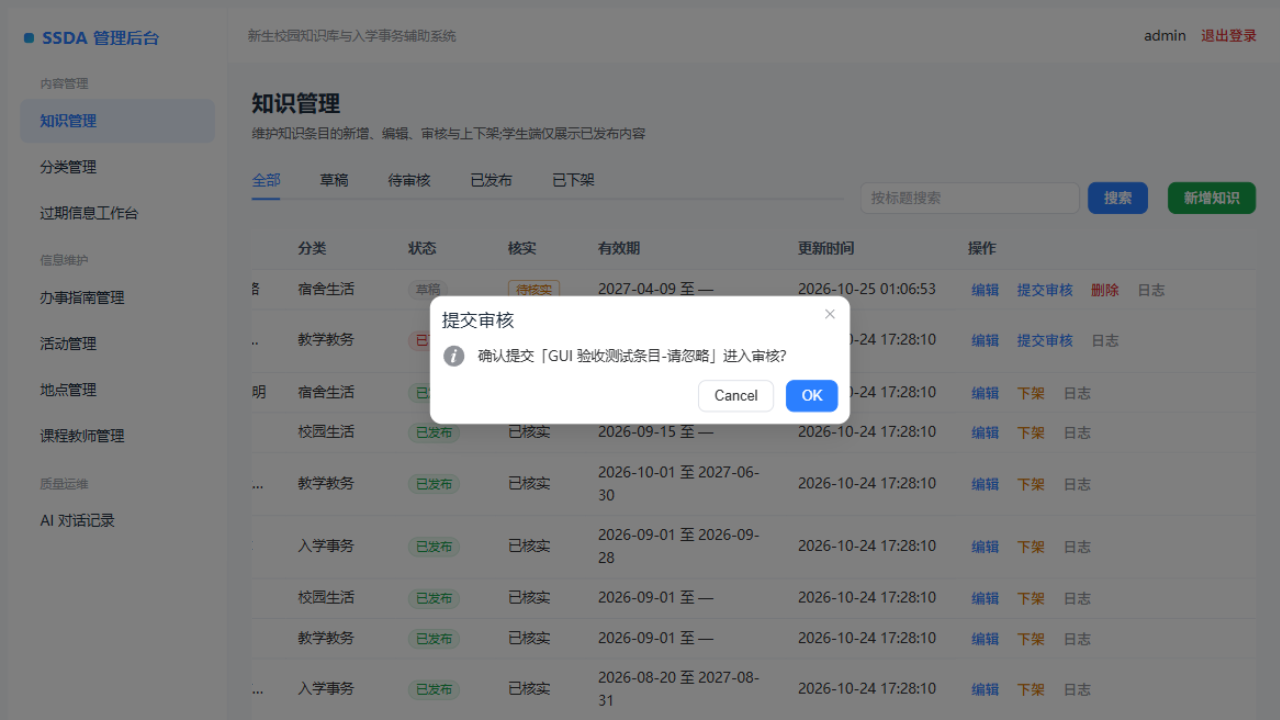 SSDA 管理后台
新生校园知识库与入学事务辅助系统
admin 退出登录
内容管理
知识管理
分类管理
过期信息工作台
信息维护
办事指南管理
活动管理
地点管理
课程教师管理
质量运维
AI 对话记录
知识管理
维护知识条目的新增、编辑、审核与上下架;学生端仅展示已发布内容
全部 草稿 待审核 已发布 已下架
按标题搜索 搜索 新增知识
分类 状态 核实 有效期 更新时间 操作
宿舍生活 草稿 待核实 2027-04-09 至 — 2026-10-25 01:06:53 编辑 提交审核 删除 日志
... 教学教务 编辑 提交审核 日志
明 宿舍生活 编辑 下架 日志
校园生活 已发布 已核实 2026-09-15 至 — 2026-10-24 17:28:10 编辑 下架 日志
... 教学教务 已发布 已核实 2026-10-01 至 2027-06-30 2026-10-24 17:28:10 编辑 下架 日志
入学事务 已发布 已核实 2026-09-01 至 2026-09-28 2026-10-24 17:28:10 编辑 下架 日志
校园生活 已发布 已核实 2026-09-01 至 — 2026-10-24 17:28:10 编辑 下架 日志
教学教务 已发布 已核实 2026-09-01 至 — 2026-10-24 17:28:10 编辑 下架 日志
... 入学事务 已发布 已核实 2026-08-20 至 2027-08-31 2026-10-24 17:28:10 编辑 下架 日志
提交审核
确认提交「GUI 验收测试条目-请忽略」进入审核?
Cancel OK